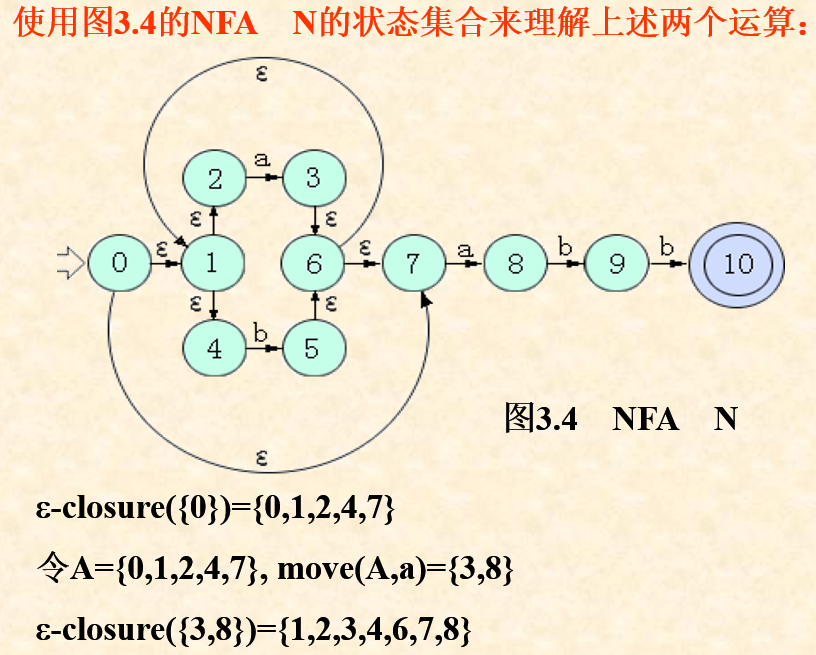 使用图3.4的NFA N的状态集合来理解上述两个运算：
ε
2 a 3
ε ε
0 ε 1 6 ε 7 a 8 b 9 b 10
ε ε
4 b 5
ε
图3.4 NFA N
ε-closure({0})={0,1,2,4,7}
令A={0,1,2,4,7}, move(A,a)={3,8}
ε-closure({3,8})={1,2,3,4,6,7,8}